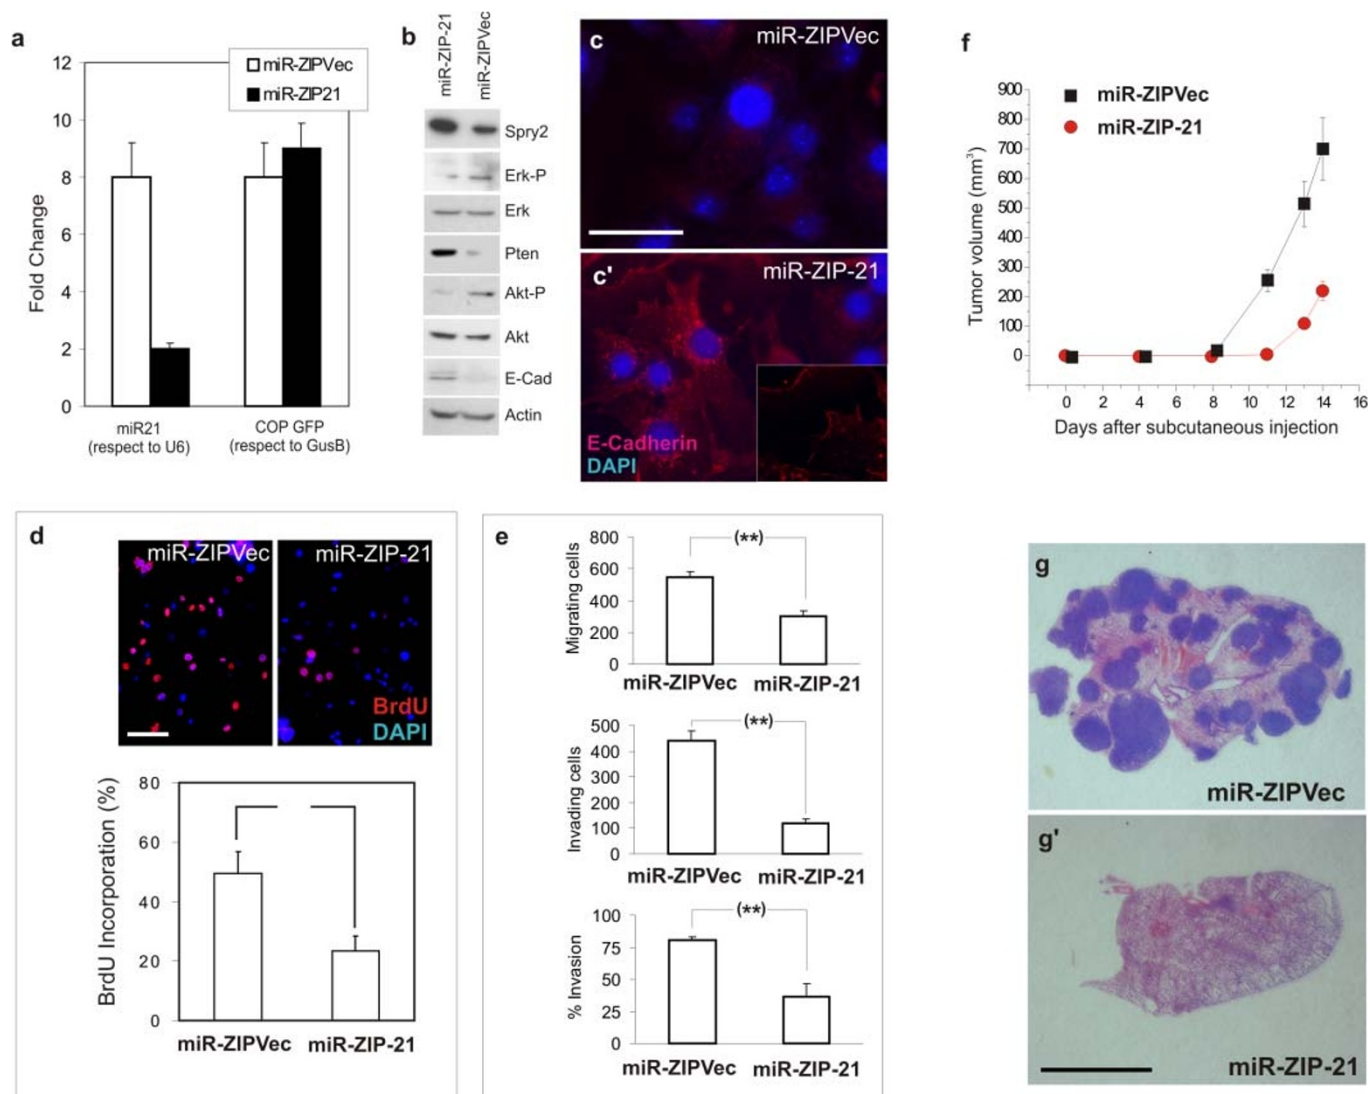 a
12
10
8
6
4
2
0
Fold Change
miR-ZIPVec
miR-ZIP21
miR21
(respect to U6)
COP GFP
(respect to GusB)
b
miR-ZIP-21
miR-ZIPVec
Spry2
Erk-P
Erk
Pten
Akt-P
Akt
E-Cad
Actin
c
miR-ZIPVec
c'
miR-ZIP-21
E-Cadherin
DAPI
f
900
800
700
600
500
400
300
200
100
0
Tumor volume (mm³)
miR-ZIPVec
miR-ZIP-21
0 2 4 6 8 10 12 14 16
Days after subcutaneous injection
d
miR-ZIPVec
miR-ZIP-21
BrdU
DAPI
80
60
40
20
0
BrdU Incorporation (%)
miR-ZIPVec miR-ZIP-21
e
800
600
400
200
0
Migrating cells
(**)
miR-ZIPVec miR-ZIP-21
500
400
300
200
100
0
Invading cells
(**)
miR-ZIPVec miR-ZIP-21
100
75
50
25
0
% Invasion
(**)
miR-ZIPVec miR-ZIP-21
g
miR-ZIPVec
g'
miR-ZIP-21